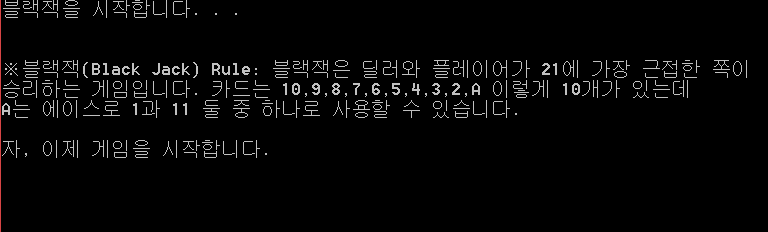 블랙잭을 시작합니다. . .
※블랙잭(Black Jack) Rule: 블랙잭은 딜러와 플레이어가 21에 가장 근접한 쪽이
승리하는 게임입니다. 카드는 10,9,8,7,6,5,4,3,2,A 이렇게 10개가 있는데
A는 에이스로 1과 11 둘 중 하나로 사용할 수 있습니다.
자, 이제 게임을 시작합니다.